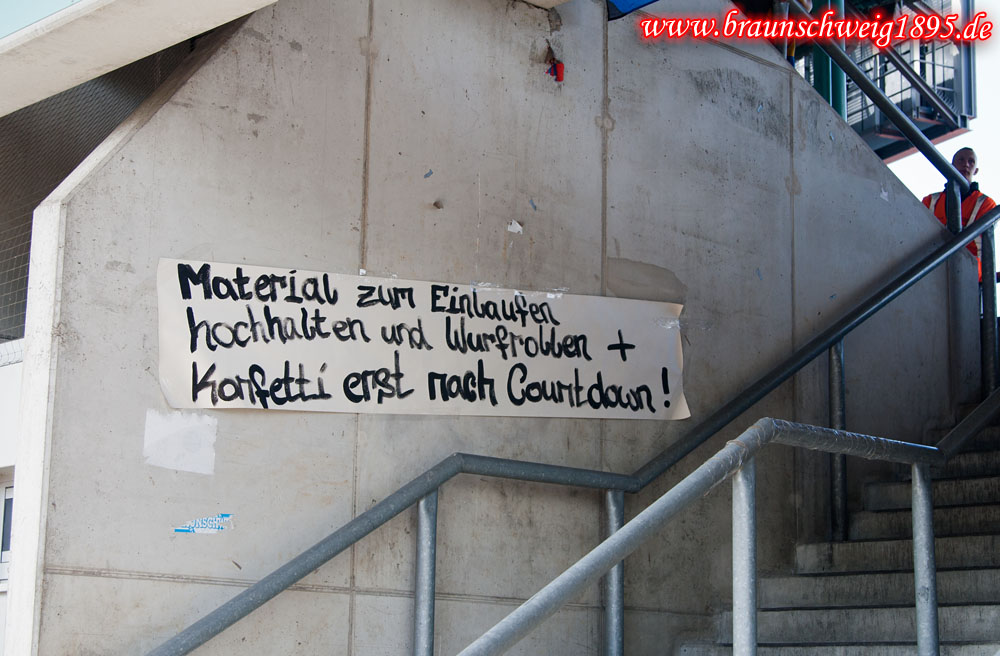 www.braunschweig1895.de
Material zum Einlaufen
hochhalten und Wurfrollen +
Konfetti erst nach Countdown!